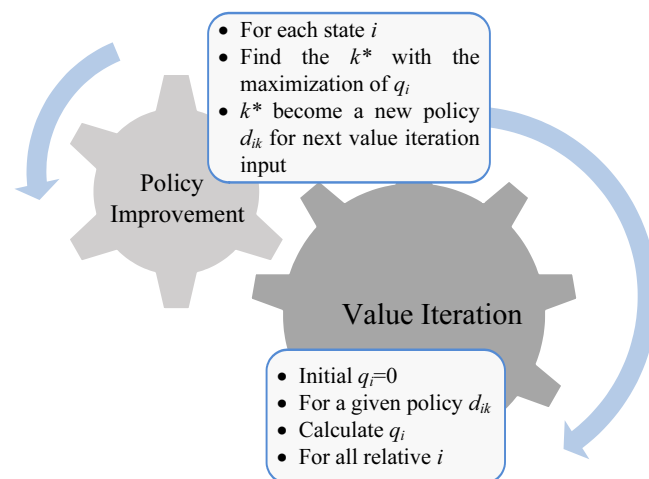 • For each state i
• Find the k* with the
maximization of qi
• k* become a new policy
dik for next value iteration
input
Policy
Improvement
Value Iteration
• Initial qi=0
• For a given policy dik
• Calculate qi
• For all relative i